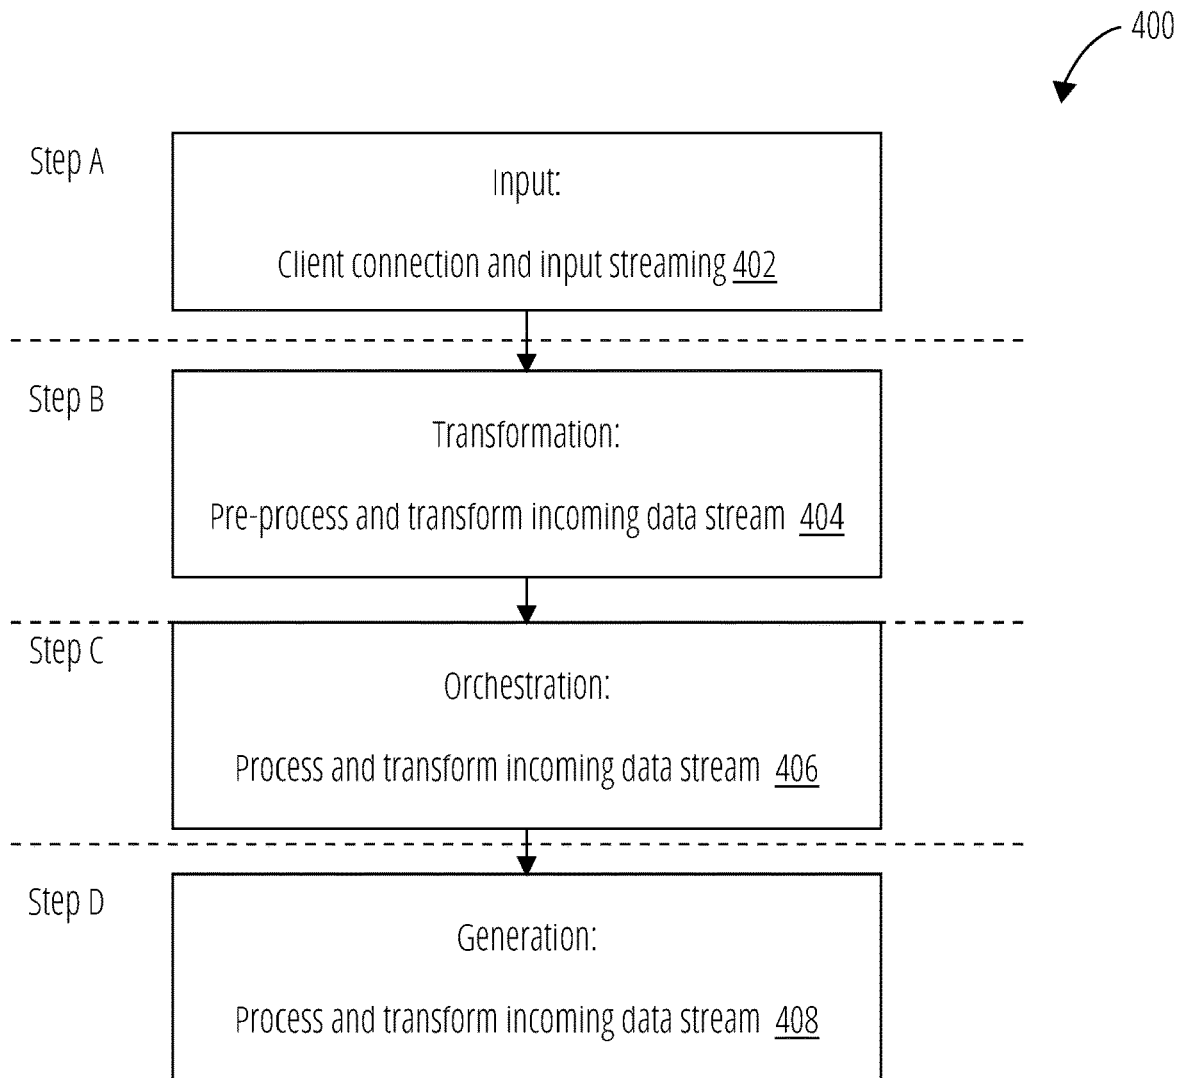 400
Step A
Input:
Client connection and input streaming 402
Step B
Transformation:
Pre-process and transform incoming data stream 404
Step C
Orchestration:
Process and transform incoming data stream 406
Step D
Generation:
Process and transform incoming data stream 408